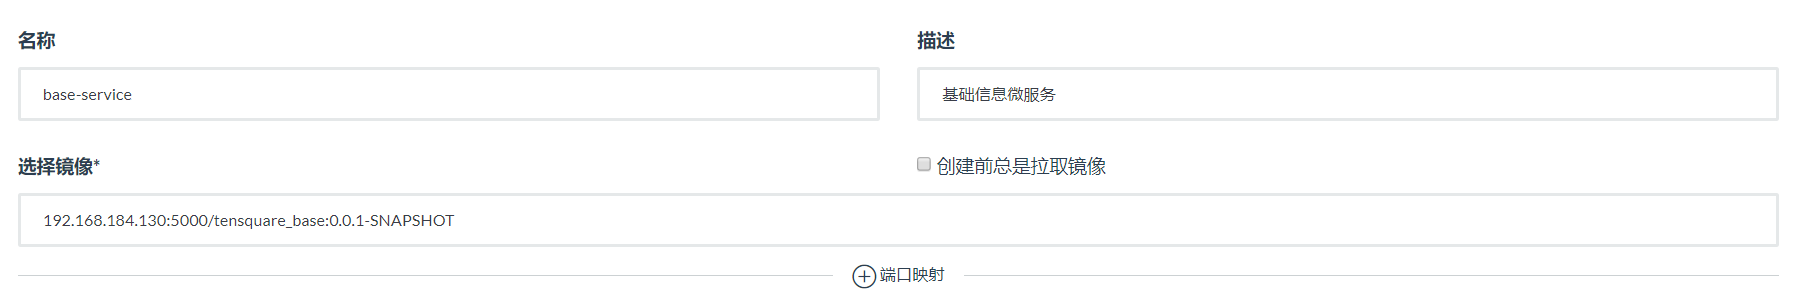 名称
描述
base-service
基础信息微服务
选择镜像*
创建前总是拉取镜像
192.168.184.130:5000/tensquare_base:0.0.1-SNAPSHOT
端口映射